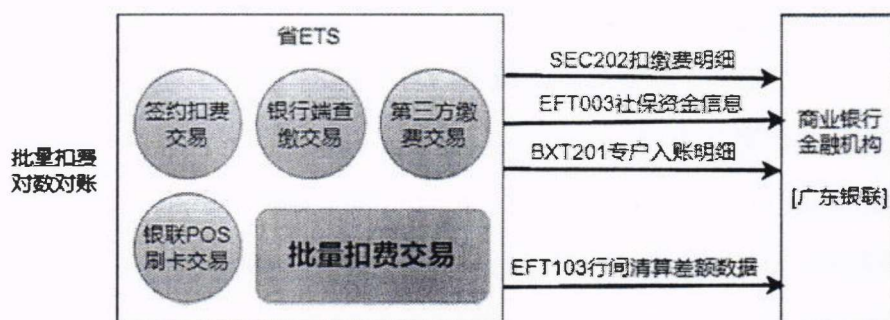 省ETS
签约扣费
交易
银行端查
缴交易
第三方缴
费交易
银联POS
刷卡交易
批量扣费交易
批量扣费
对数对账
SEC202扣缴费明细
EFT003社保资金信息
BXT201专户入账明细
EFT103行间清算差额数据
商业银行
金融机构
[广东银联]